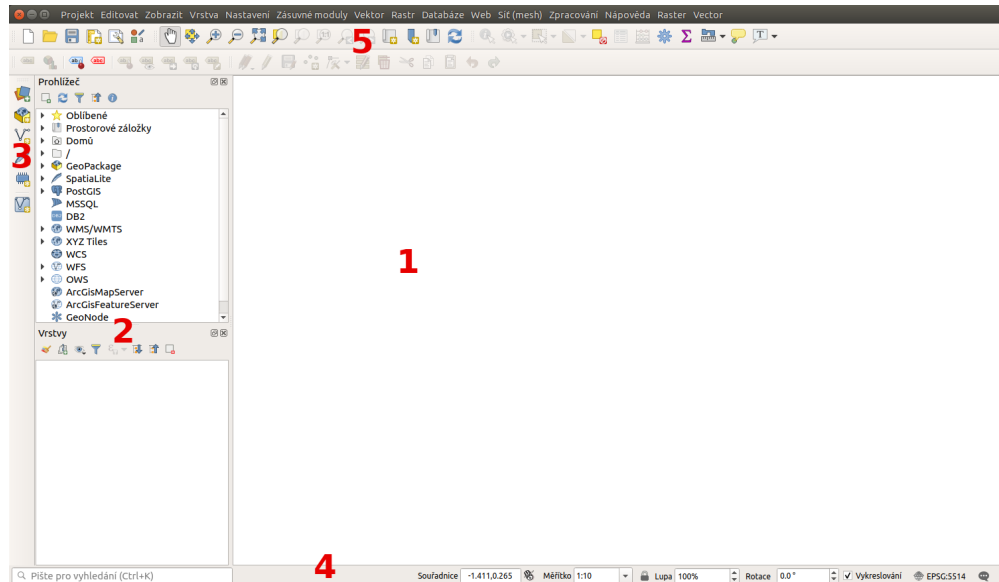 Projekt Editovat Zobrazit Vrstva Nastavení Zásuvné moduly Vektor Rastr Databáze Web Síť (mesh) Zpracování Nápověda Raster Vector
5
Prohlížeč
Oblíbené
Prostorové záložky
Domů
3
/
GeoPackage
SpatiaLite
PostGIS
MSSQL
DB2
WMS/WMTS
XYZ Tiles
WCS
1
WFS
OWS
ArcGisMapServer
ArcGisFeatureServer
GeoNode
2
Vrstvy
4
Pište pro vyhledání (Ctrl+K)
Souřadnice -1.411,0.265 Měřítko 1:10 Lupa 100% Rotace 0.0 ° Vykreslování EPSG:5514